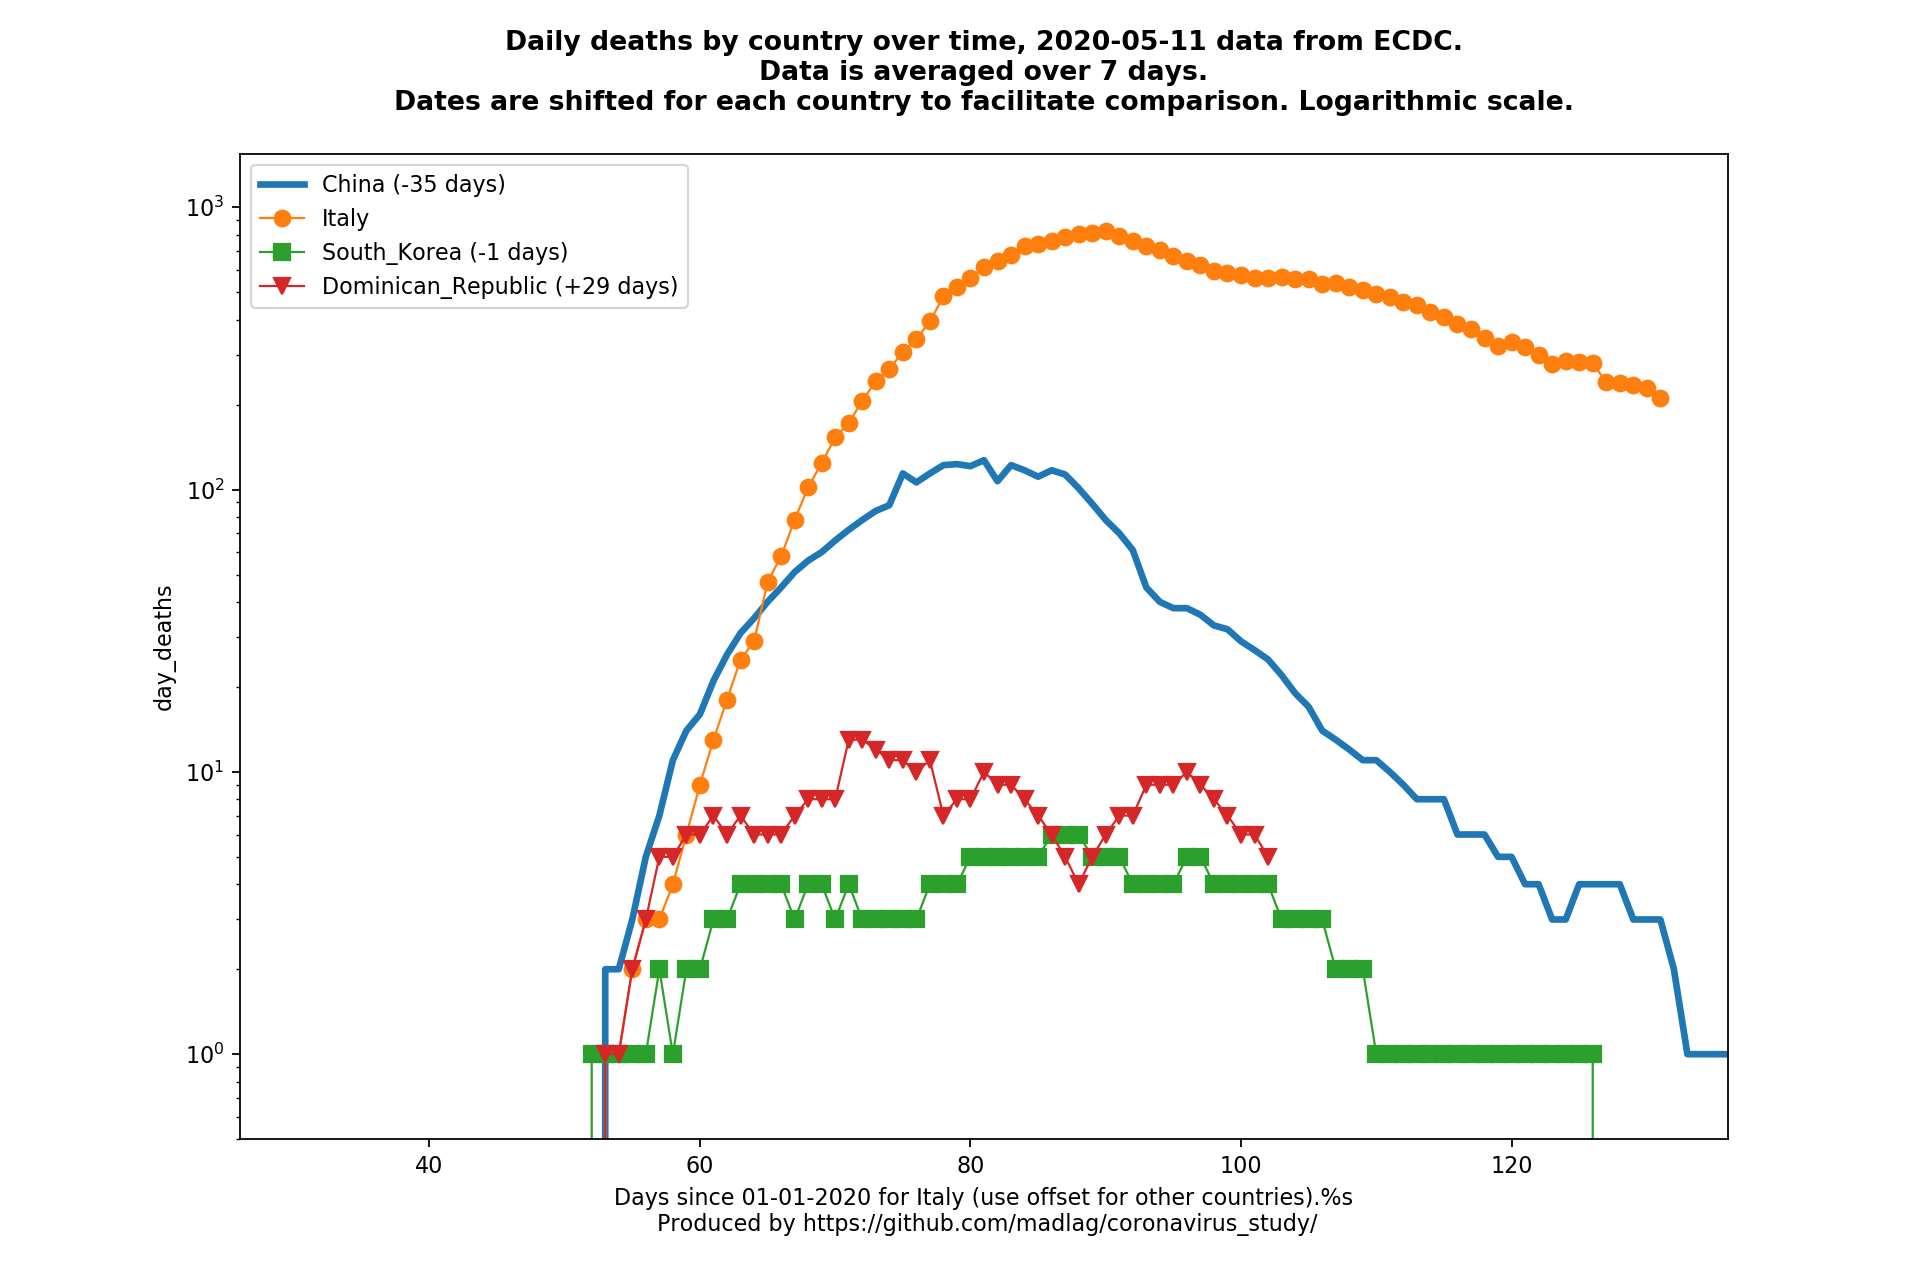 Daily deaths by country over time, 2020-05-11 data from ECDC.
Data is averaged over 7 days.
Dates are shifted for each country to facilitate comparison. Logarithmic scale.
China (-35 days)
Italy
South_Korea (-1 days)
Dominican_Republic (+29 days)
10³
10²
10¹
10⁰
day_deaths
40 60 80 100 120
Days since 01-01-2020 for Italy (use offset for other countries).%s
Produced by https://github.com/madlag/coronavirus_study/